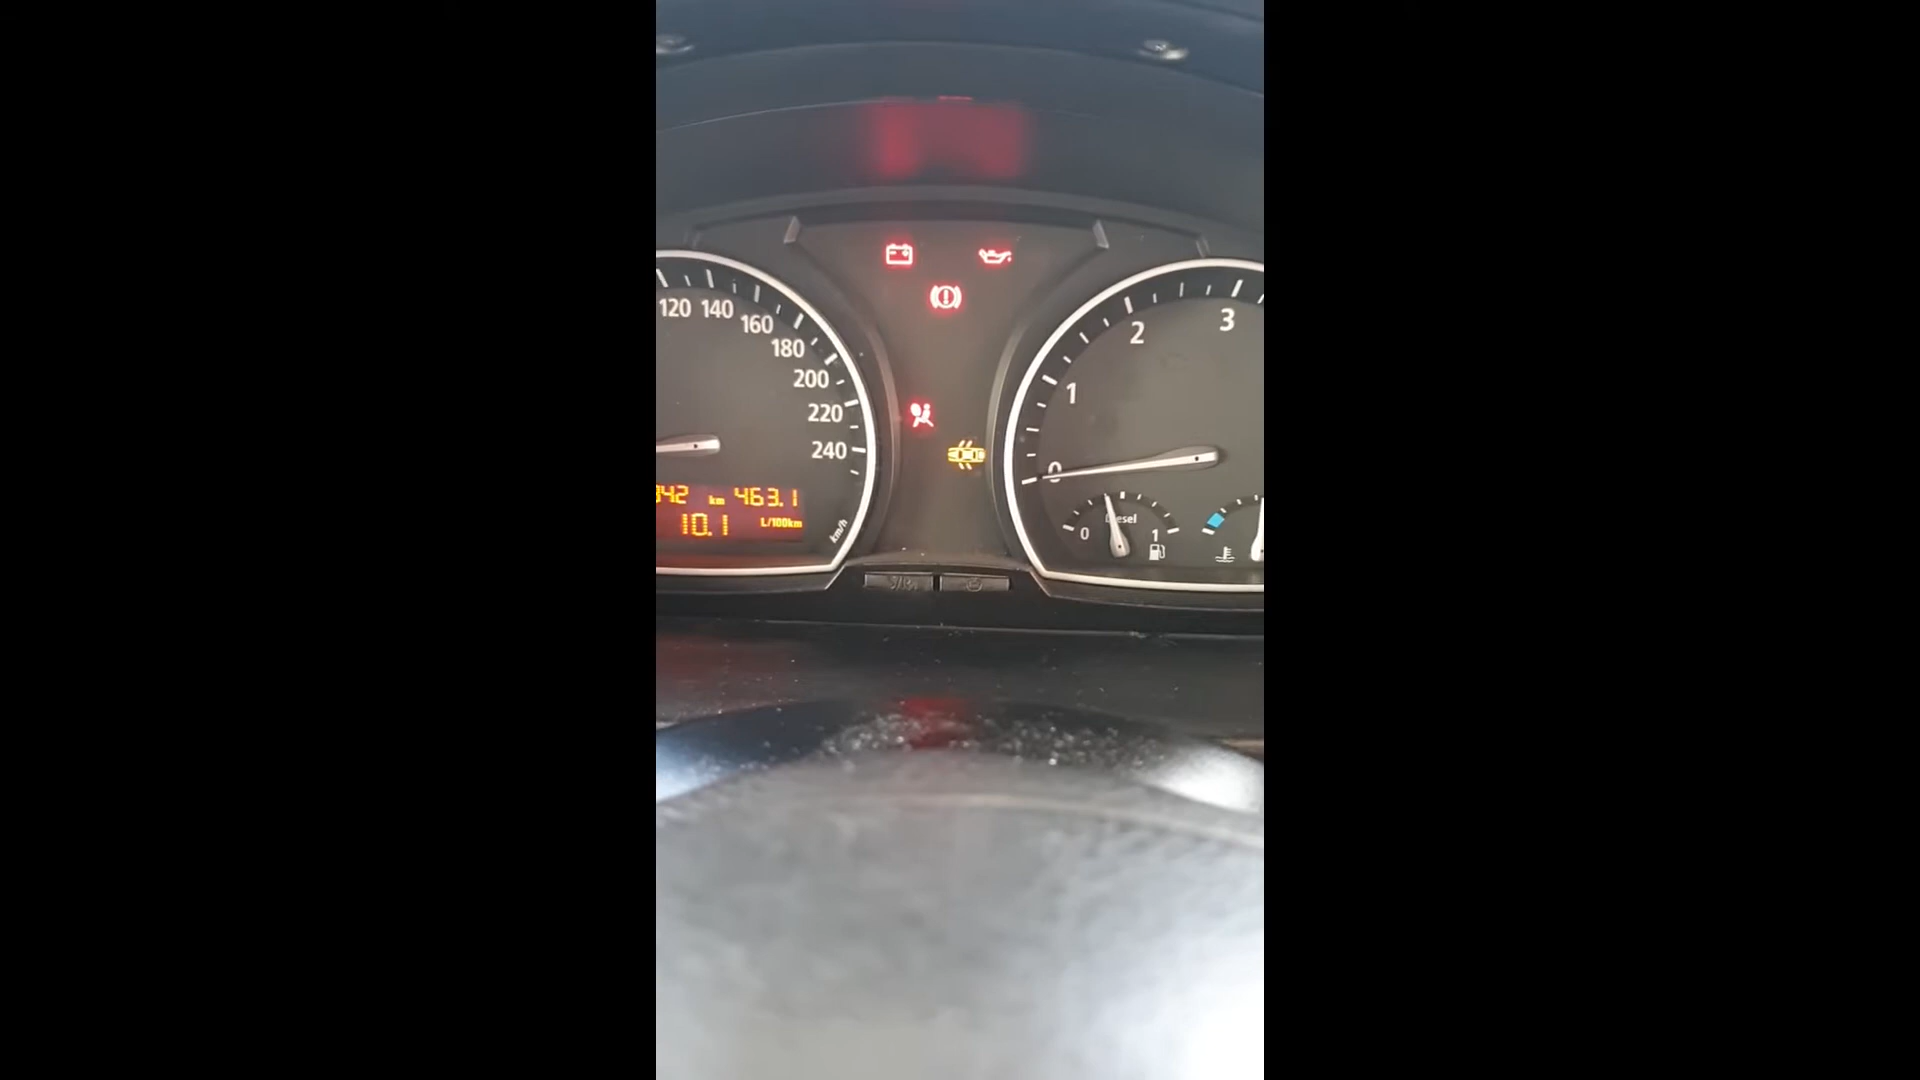 120 140 160 180 200 220 240
km/h
342 km 463.1
10.1 L/100km
0 1 2 3
0 Diesel 1